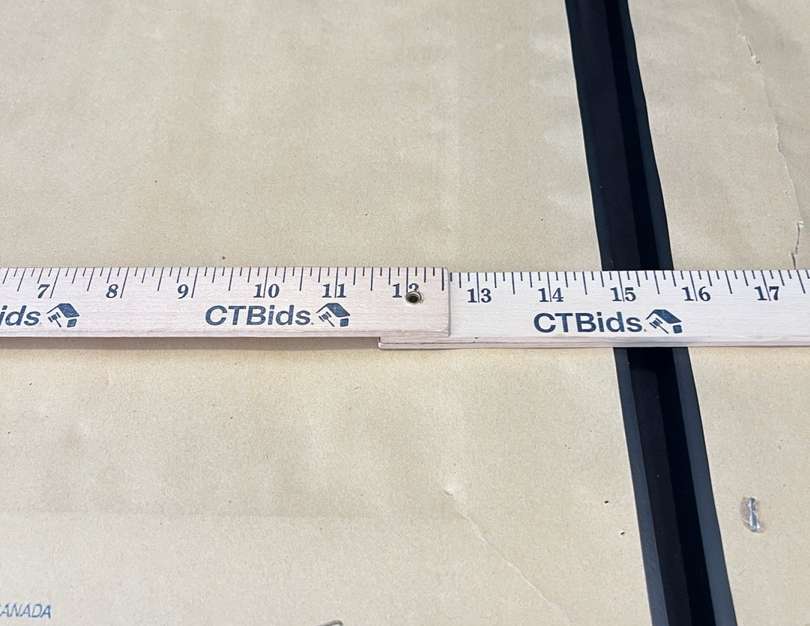 7 8 9 10 11 12 13 14 15 16 17
ids CTBids. CTBids.
ANADA